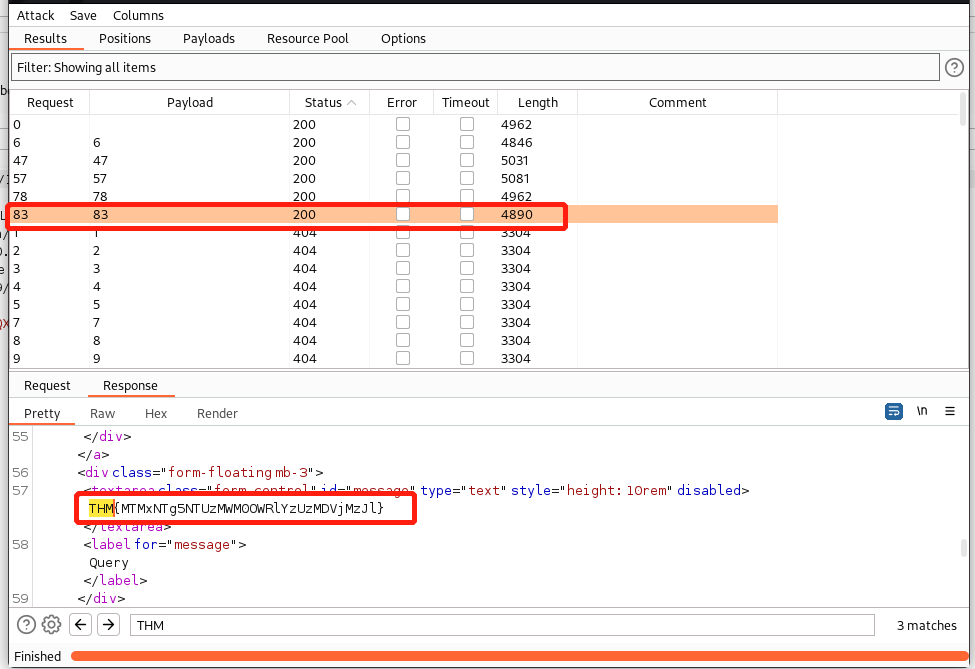 Attack Save Columns
Results Positions Payloads Resource Pool Options
Filter: Showing all items
Request Payload Status Error Timeout Length Comment
0 200 4962
6 6 200 4846
47 47 200 5031
57 57 200 5081
78 78 200 4962
83 83 200 4890
1 1 404 3304
2 2 404 3304
3 3 404 3304
4 4 404 3304
5 5 404 3304
7 7 404 3304
8 8 404 3304
9 9 404 3304
Request Response
Pretty Raw Hex Render \n
55 </div>
</a>
56 <div class="form-floating mb-3">
57 <textarea class="form-control" id="message" type="text" style="height: 10rem" disabled>
THM{MTMxNTg5NTUzMWM0OWRlYzUzMDVjMzJl}
</textarea>
58 <label for="message">
Query
</label>
59 </div>
THM 3 matches
Finished